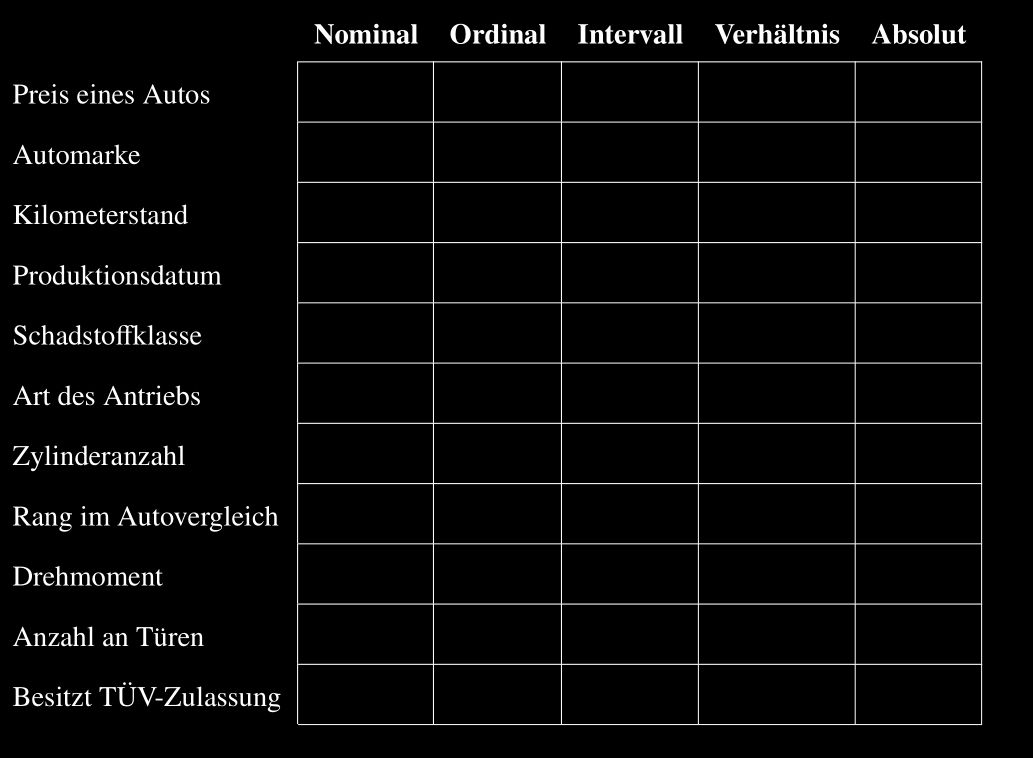 Nominal Ordinal Intervall Verhältnis Absolut
Preis eines Autos
Automarke
Kilometerstand
Produktionsdatum
Schadstoffklasse
Art des Antriebs
Zylinderanzahl
Rang im Autovergleich
Drehmoment
Anzahl an Türen
Besitzt TÜV-Zulassung